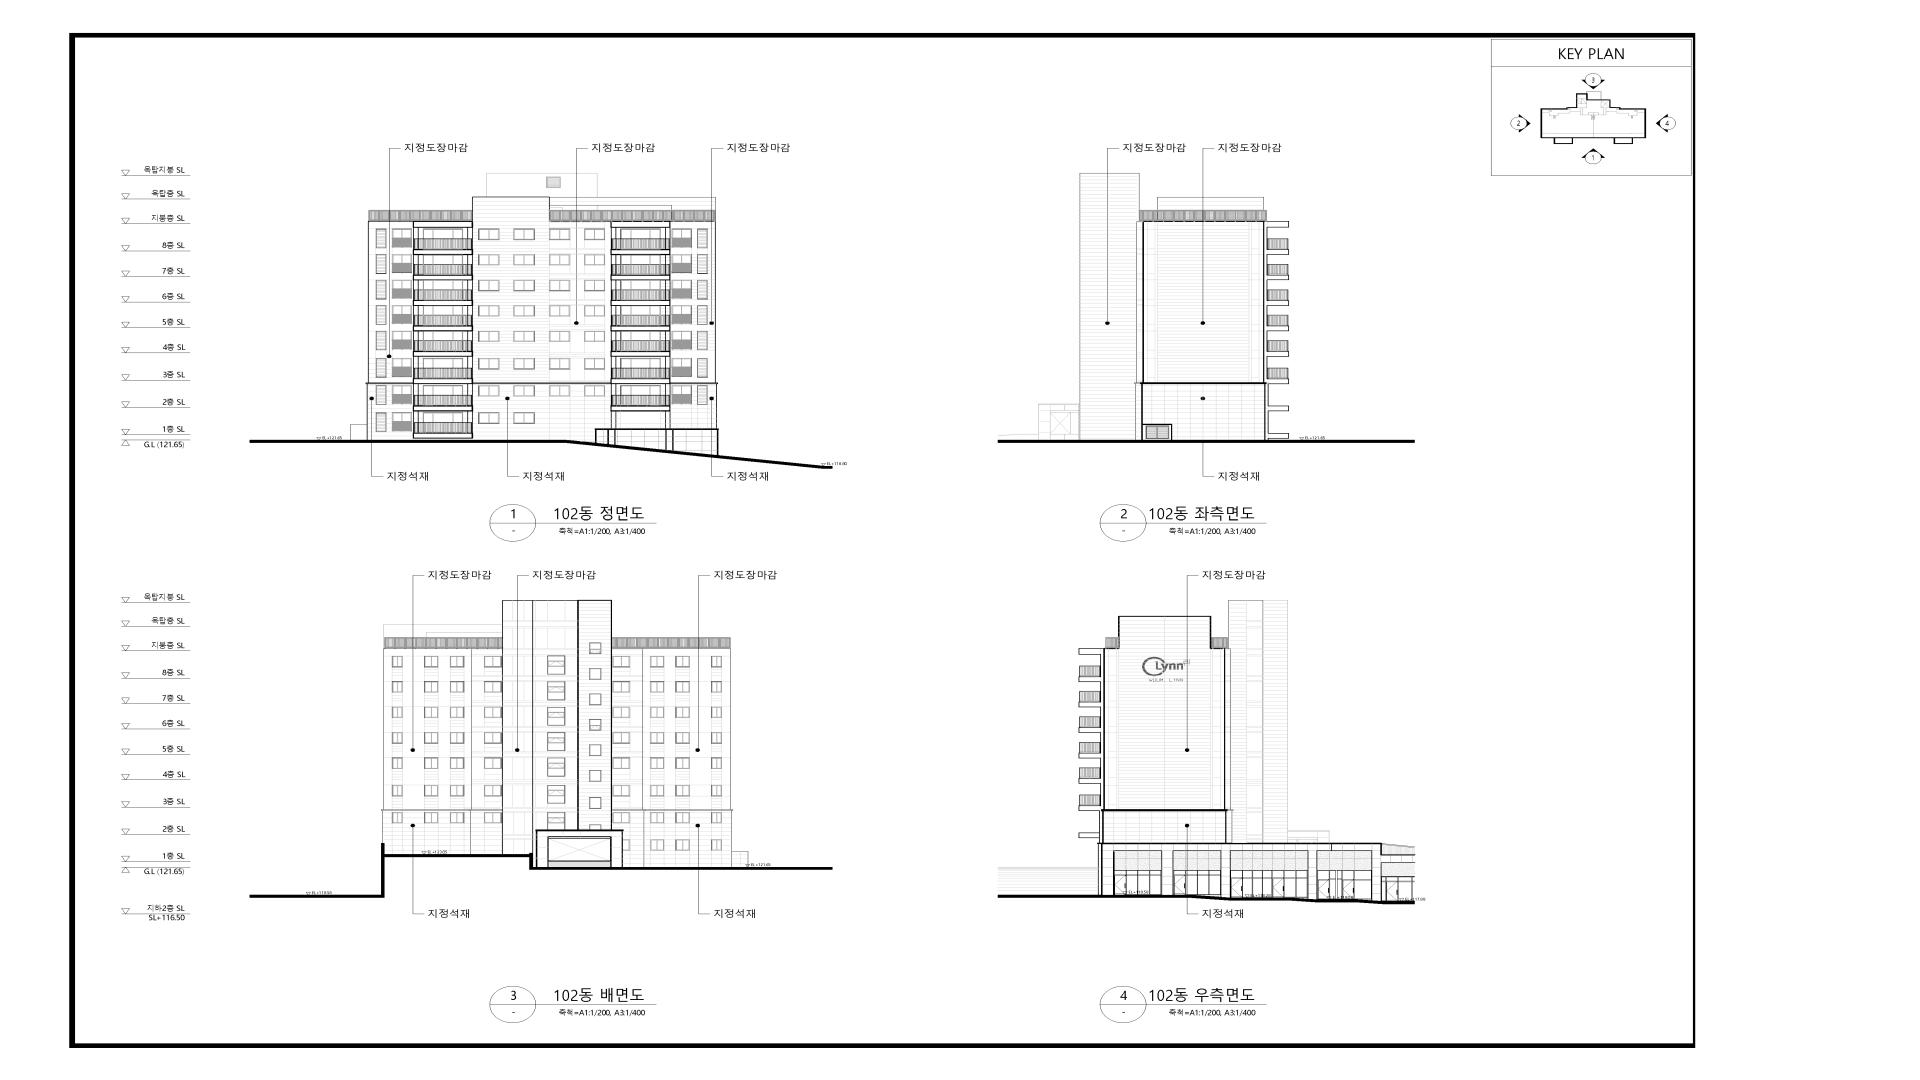 KEY PLAN
3
2
4
1
지정도장마감
지정도장마감
지정도장마감
지정도장마감
지정도장마감
옥탑지붕 SL
옥탑층 SL
지붕층 SL
8층 SL
7층 SL
6층 SL
5층 SL
4층 SL
3층 SL
2층 SL
1층 SL
G.L (121.65)
EL+121.65
EL+121.65
지정석재
지정석재
지정석재
지정석재
1
-
102동 정면도
축척=A1:1/200, A3:1/400
2
-
102동 좌측면도
축척=A1:1/200, A3:1/400
지정도장마감
지정도장마감
지정도장마감
지정도장마감
옥탑지붕 SL
옥탑층 SL
지붕층 SL
8층 SL
7층 SL
6층 SL
5층 SL
4층 SL
3층 SL
2층 SL
1층 SL
G.L (121.65)
지하2층 SL
SL+116.50
Lynn
WOOMI LYNN
EL+121.65
지정석재
지정석재
지정석재
3
-
102동 배면도
축척=A1:1/200, A3:1/400
4
-
102동 우측면도
축척=A1:1/200, A3:1/400